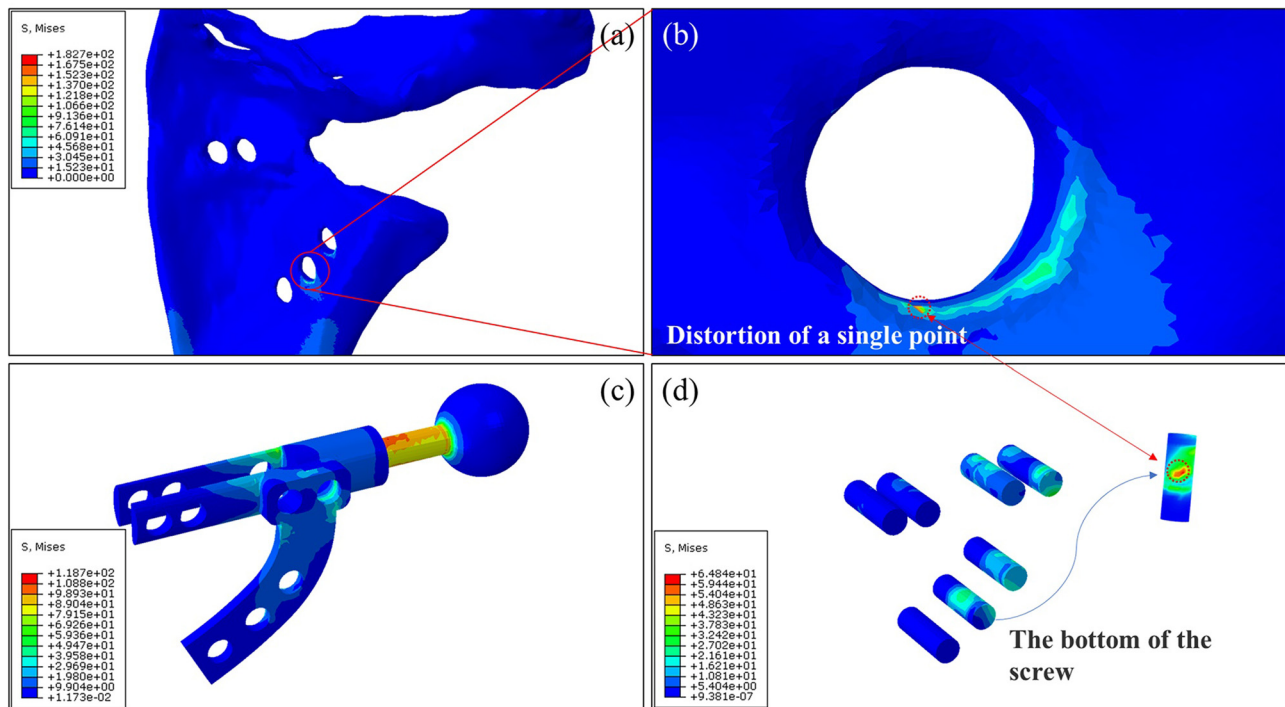 S, Mises
+1.827e+02
+1.675e+02
+1.523e+02
+1.370e+02
+1.218e+02
+1.066e+02
+9.136e+01
+7.614e+01
+6.091e+01
+4.568e+01
+3.045e+01
+1.523e+01
+0.000e+00
(a)
(b)
Distortion of a single point
(c)
S, Mises
+1.187e+02
+1.088e+02
+9.893e+01
+8.904e+01
+7.915e+01
+6.926e+01
+5.936e+01
+4.947e+01
+3.958e+01
+2.969e+01
+1.980e+01
+9.904e+00
+1.173e-02
(d)
S, Mises
+6.484e+01
+5.944e+01
+5.404e+01
+4.863e+01
+4.323e+01
+3.783e+01
+3.242e+01
+2.702e+01
+2.161e+01
+1.621e+01
+1.081e+01
+5.404e+00
+9.381e-07
The bottom of the
screw